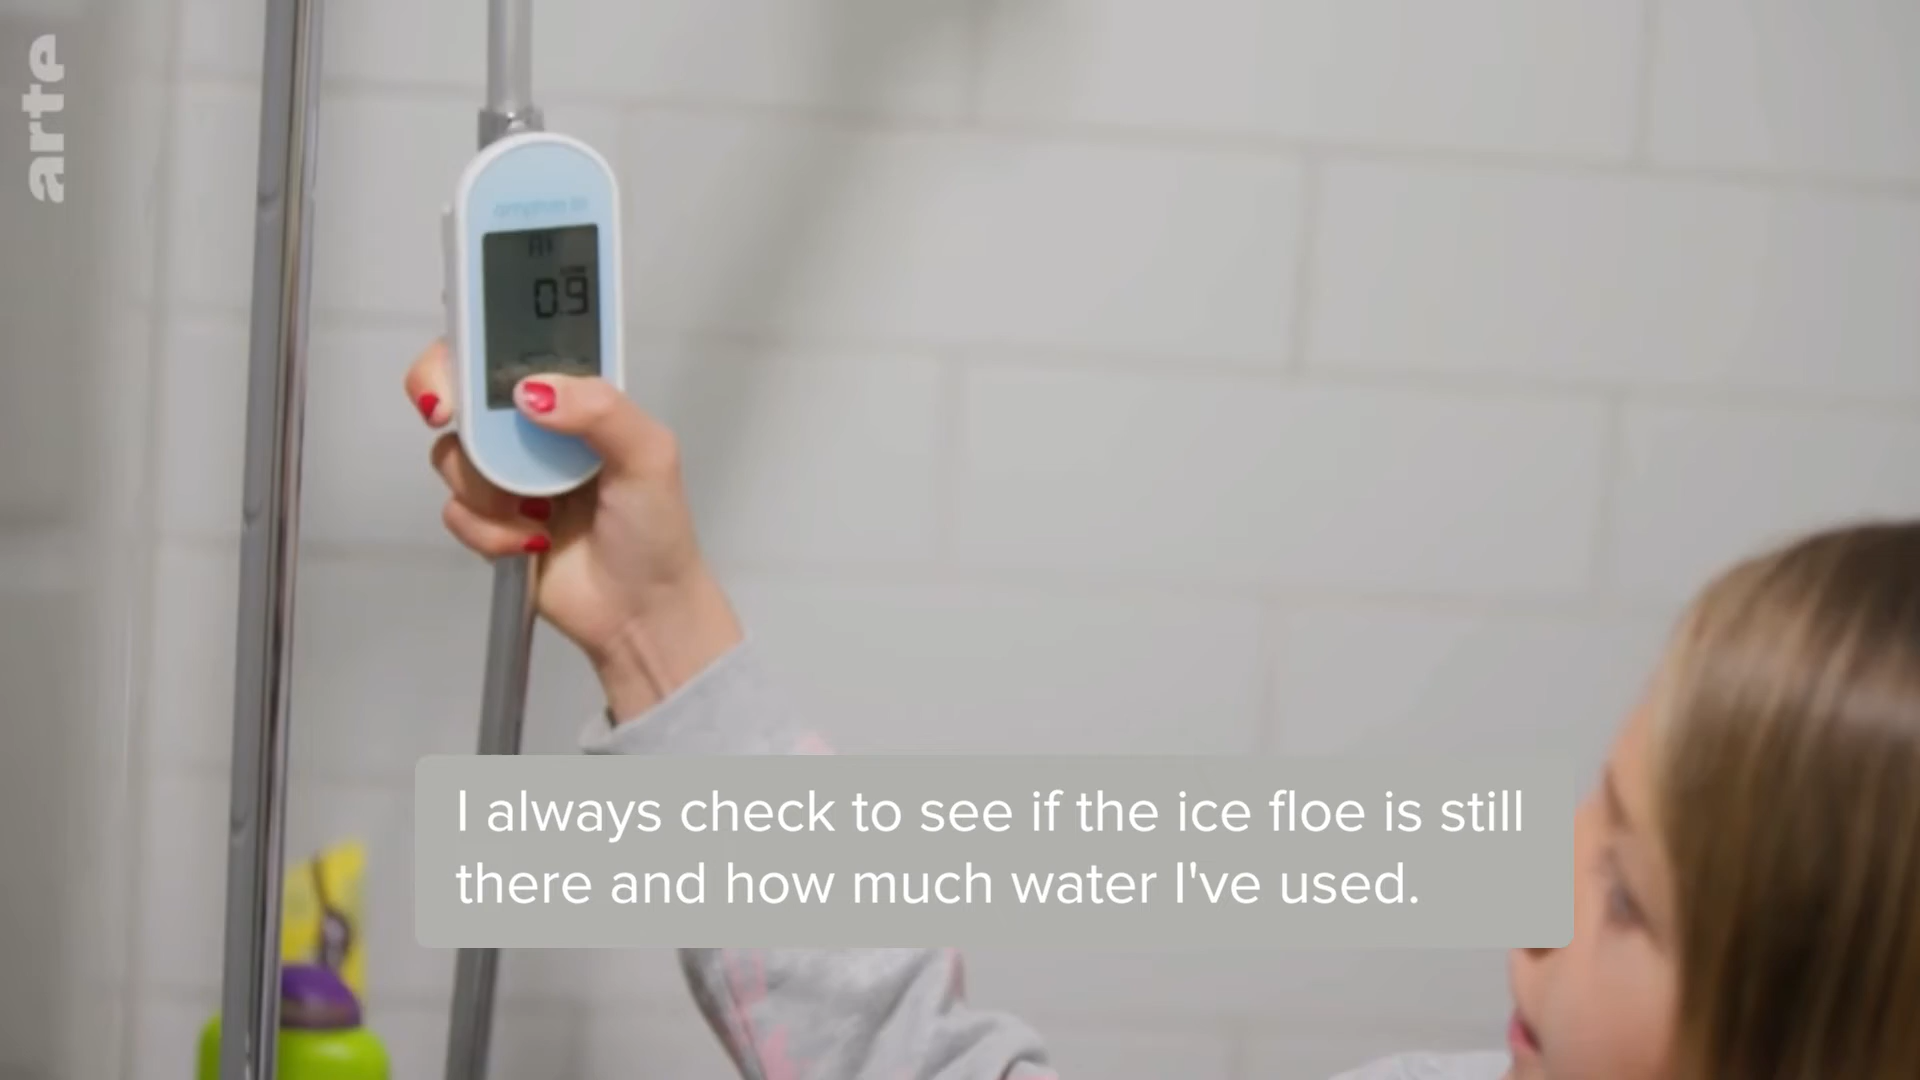 arte
0.9
I always check to see if the ice floe is still
there and how much water I've used.